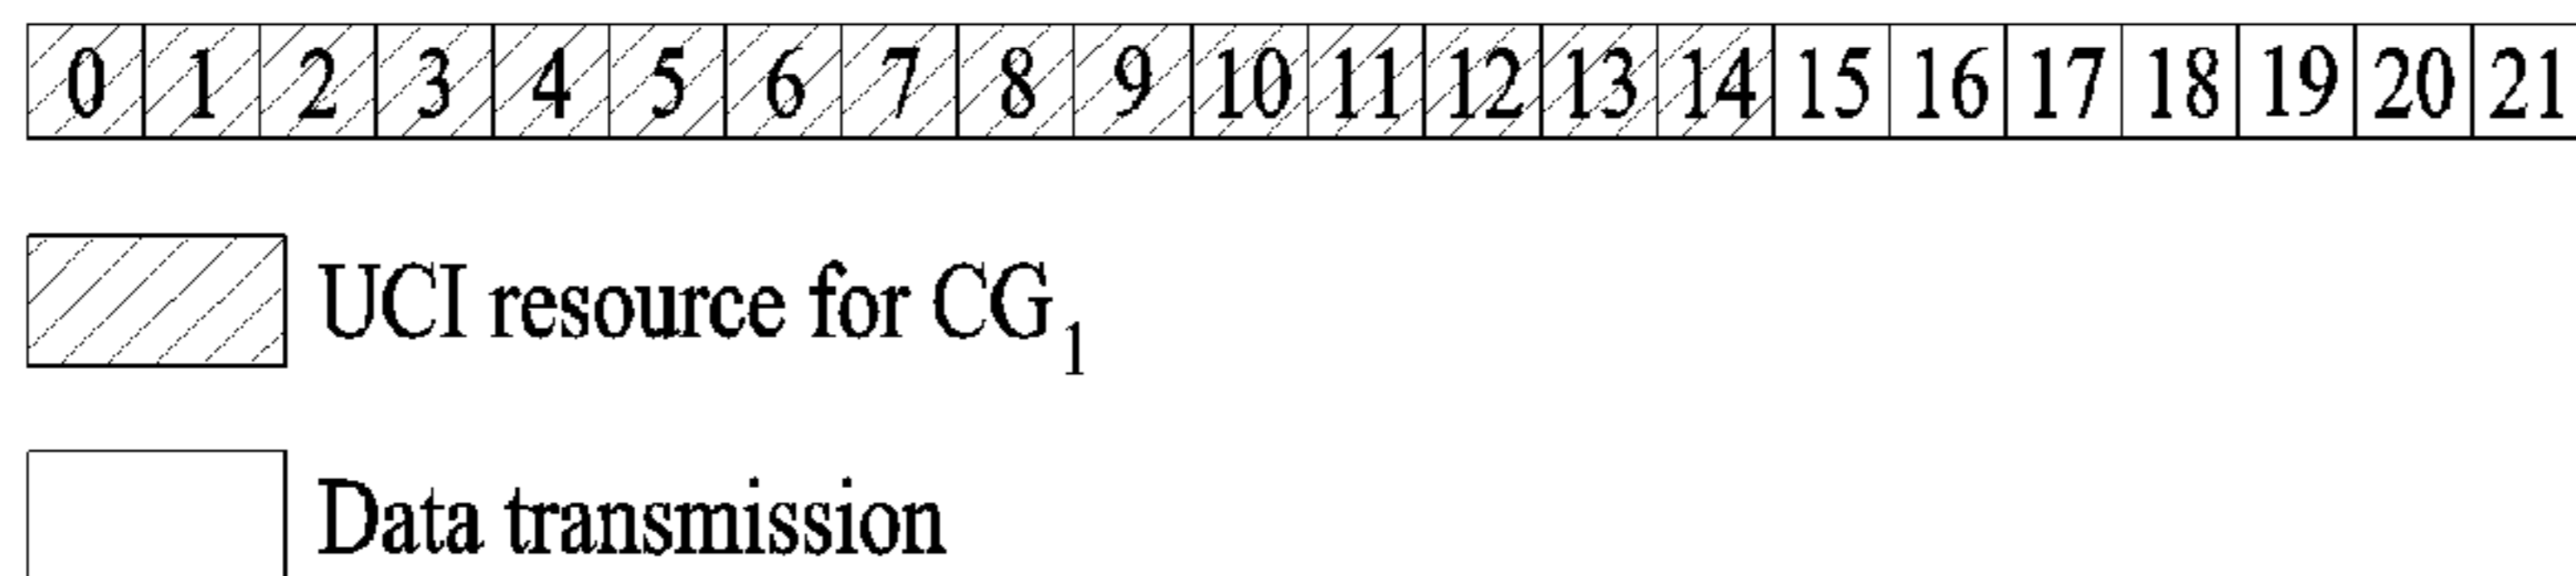 0 1 2 3 4 5 6 7 8 9 10 11 12 13 14 15 16 17 18 19 20 21
UCI resource for CG1
Data transmission